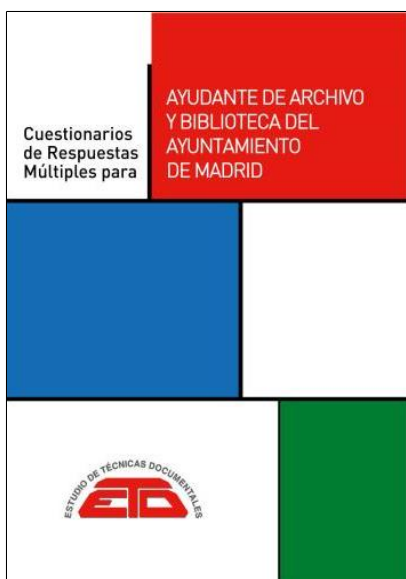 Cuestionarios
de Respuestas
Múltiples para
AYUDANTE DE ARCHIVO
Y BIBLIOTECA DEL
AYUNTAMIENTO
DE MADRID
ESTUDIO DE TÉCNICAS DOCUMENTALES
ETD